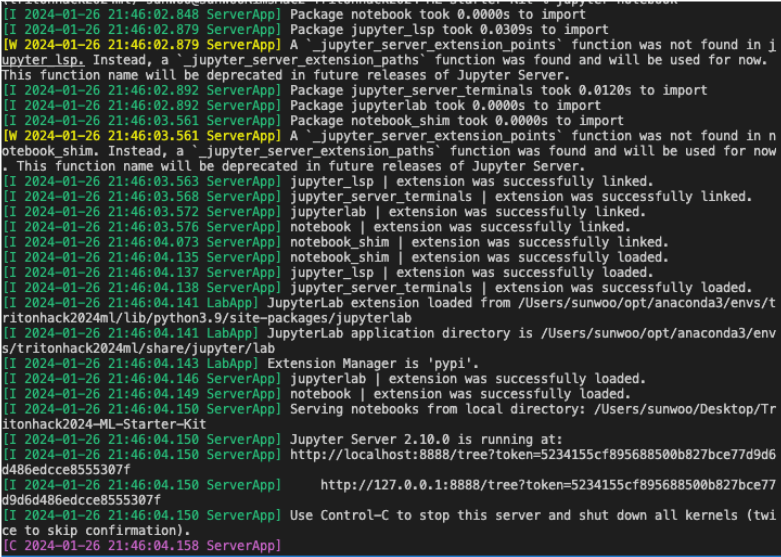 [I 2024-01-26 21:46:02.848 ServerApp] Package notebook took 0.0000s to import
[I 2024-01-26 21:46:02.879 ServerApp] Package jupyter_lsp took 0.0309s to import
[W 2024-01-26 21:46:02.879 ServerApp] A `_jupyter_server_extension_points` function was not found in j
upyter_lsp. Instead, a `_jupyter_server_extension_paths` function was found and will be used for now.
This function name will be deprecated in future releases of Jupyter Server.
[I 2024-01-26 21:46:02.892 ServerApp] Package jupyter_server_terminals took 0.0120s to import
[I 2024-01-26 21:46:02.892 ServerApp] Package jupyterlab took 0.0000s to import
[I 2024-01-26 21:46:03.561 ServerApp] Package notebook_shim took 0.0000s to import
[W 2024-01-26 21:46:03.561 ServerApp] A `_jupyter_server_extension_points` function was not found in n
otebook_shim. Instead, a `_jupyter_server_extension_paths` function was found and will be used for now
. This function name will be deprecated in future releases of Jupyter Server.
[I 2024-01-26 21:46:03.563 ServerApp] jupyter_lsp | extension was successfully linked.
[I 2024-01-26 21:46:03.568 ServerApp] jupyter_server_terminals | extension was successfully linked.
[I 2024-01-26 21:46:03.572 ServerApp] jupyterlab | extension was successfully linked.
[I 2024-01-26 21:46:03.576 ServerApp] notebook | extension was successfully linked.
[I 2024-01-26 21:46:04.073 ServerApp] notebook_shim | extension was successfully linked.
[I 2024-01-26 21:46:04.135 ServerApp] notebook_shim | extension was successfully loaded.
[I 2024-01-26 21:46:04.137 ServerApp] jupyter_lsp | extension was successfully loaded.
[I 2024-01-26 21:46:04.138 ServerApp] jupyter_server_terminals | extension was successfully loaded.
[I 2024-01-26 21:46:04.141 LabApp] JupyterLab extension loaded from /Users/sunwoo/opt/anaconda3/envs/t
ritonhack2024ml/lib/python3.9/site-packages/jupyterlab
[I 2024-01-26 21:46:04.141 LabApp] JupyterLab application directory is /Users/sunwoo/opt/anaconda3/env
s/tritonhack2024ml/share/jupyter/lab
[I 2024-01-26 21:46:04.143 LabApp] Extension Manager is 'pypi'.
[I 2024-01-26 21:46:04.146 ServerApp] jupyterlab | extension was successfully loaded.
[I 2024-01-26 21:46:04.149 ServerApp] notebook | extension was successfully loaded.
[I 2024-01-26 21:46:04.150 ServerApp] Serving notebooks from local directory: /Users/sunwoo/Desktop/Tr
itonhack2024-ML-Starter-Kit
[I 2024-01-26 21:46:04.150 ServerApp] Jupyter Server 2.10.0 is running at:
[I 2024-01-26 21:46:04.150 ServerApp] http://localhost:8888/tree?token=5234155cf895688500b827bce77d9d6
d486edcce8555307f
[I 2024-01-26 21:46:04.150 ServerApp]     http://127.0.0.1:8888/tree?token=5234155cf895688500b827bce77
d9d6d486edcce8555307f
[I 2024-01-26 21:46:04.150 ServerApp] Use Control-C to stop this server and shut down all kernels (twi
ce to skip confirmation).
[C 2024-01-26 21:46:04.158 ServerApp]